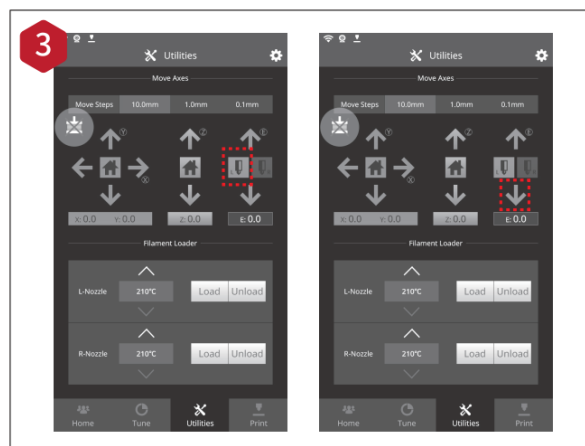 3
Utilities
Move Axes
Move Steps 10.0mm 1.0mm 0.1mm
Y Z E
X
L R
X: 0.0 Y: 0.0 Z: 0.0 E: 0.0
Filament Loader
L-Nozzle 210°C Load Unload
R-Nozzle 210°C Load Unload
Home Tune Utilities Print
Utilities
Move Axes
Move Steps 10.0mm 1.0mm 0.1mm
Y Z E
X
L R
X: 0.0 Y: 0.0 Z: 0.0 E: 0.0
Filament Loader
L-Nozzle 210°C Load Unload
R-Nozzle 210°C Load Unload
Home Tune Utilities Print